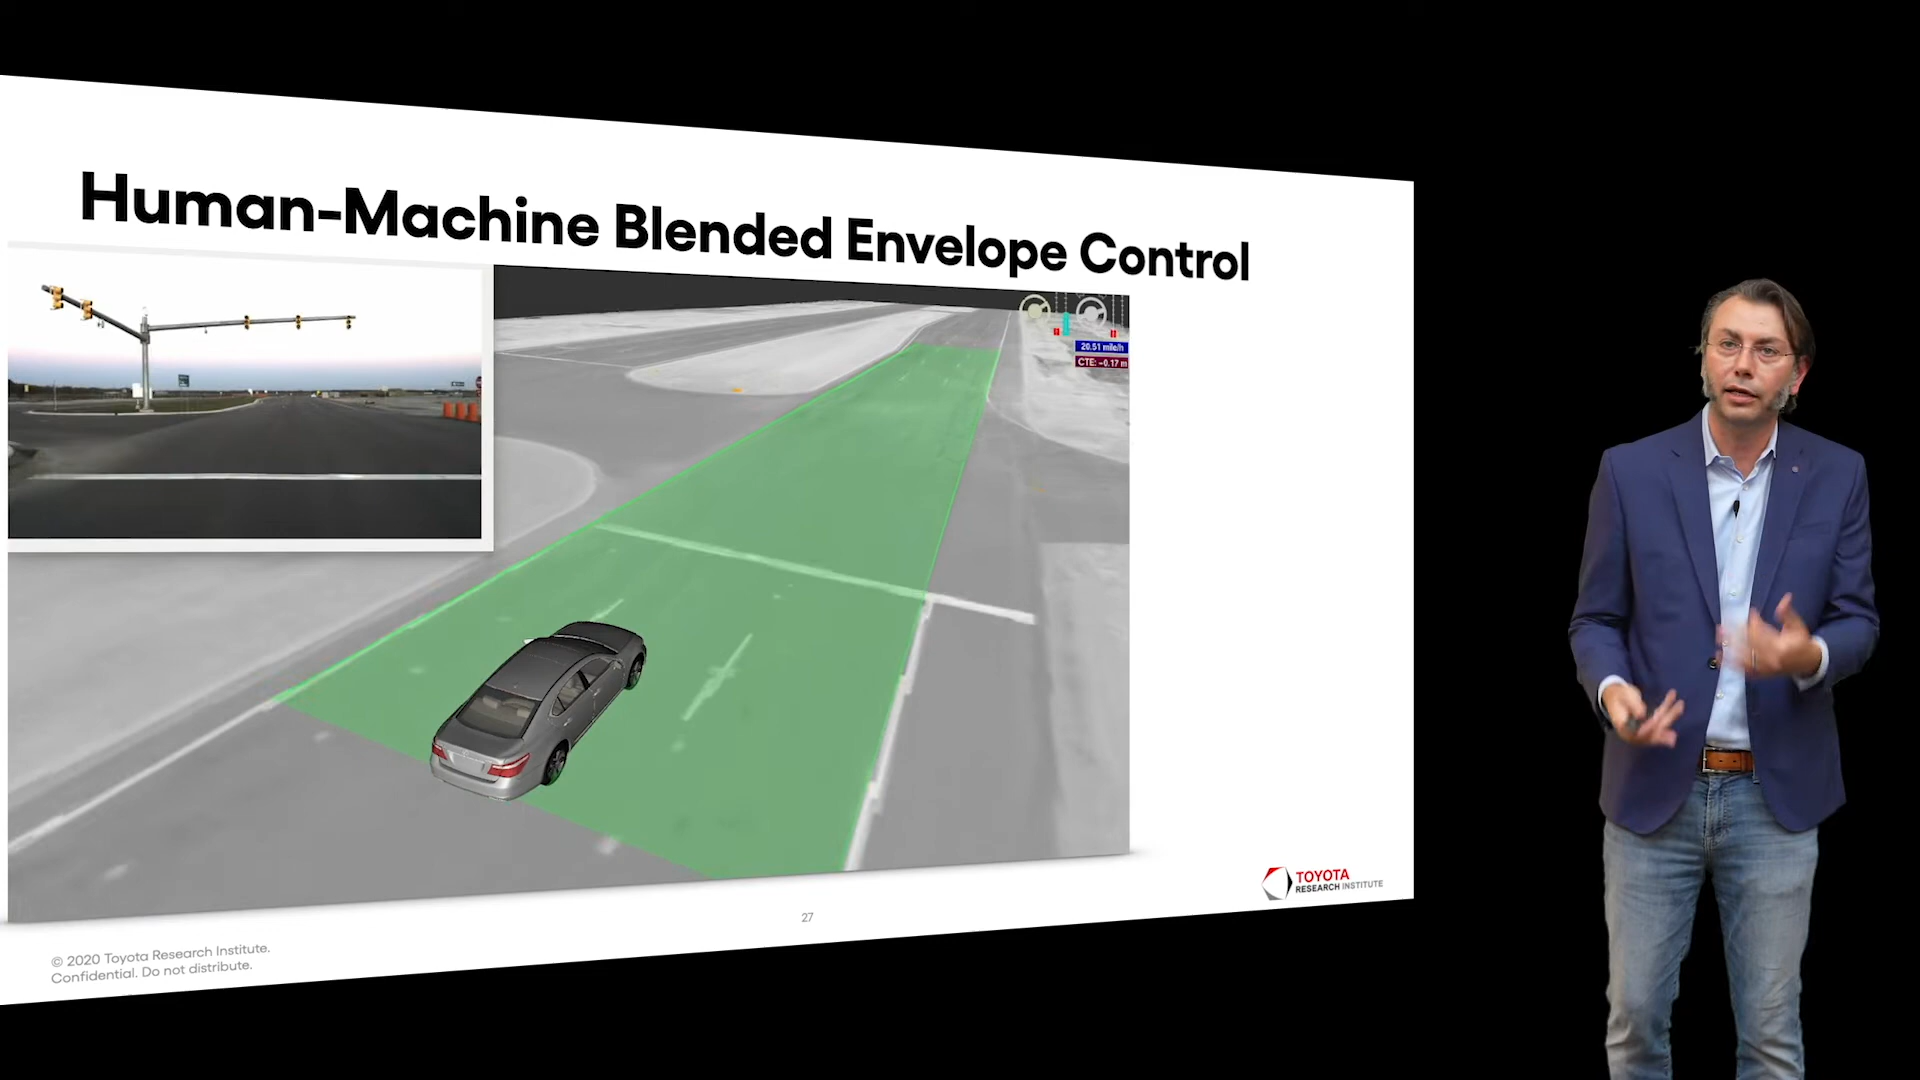 Human-Machine Blended Envelope Control
20.51 mile/h
CTE: -0.17 m
TOYOTA
RESEARCH INSTITUTE
27
© 2020 Toyota Research Institute.
Confidential. Do not distribute.